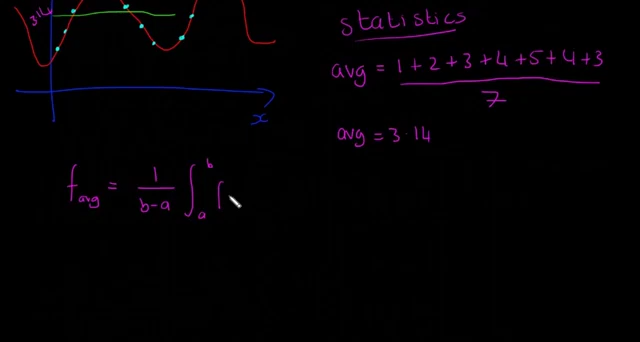 3.14
statistics
avg = 1 + 2 + 3 + 4 + 5 + 4 + 3
7
x
avg = 3.14
f avg = 1 / b-a ∫ a b f